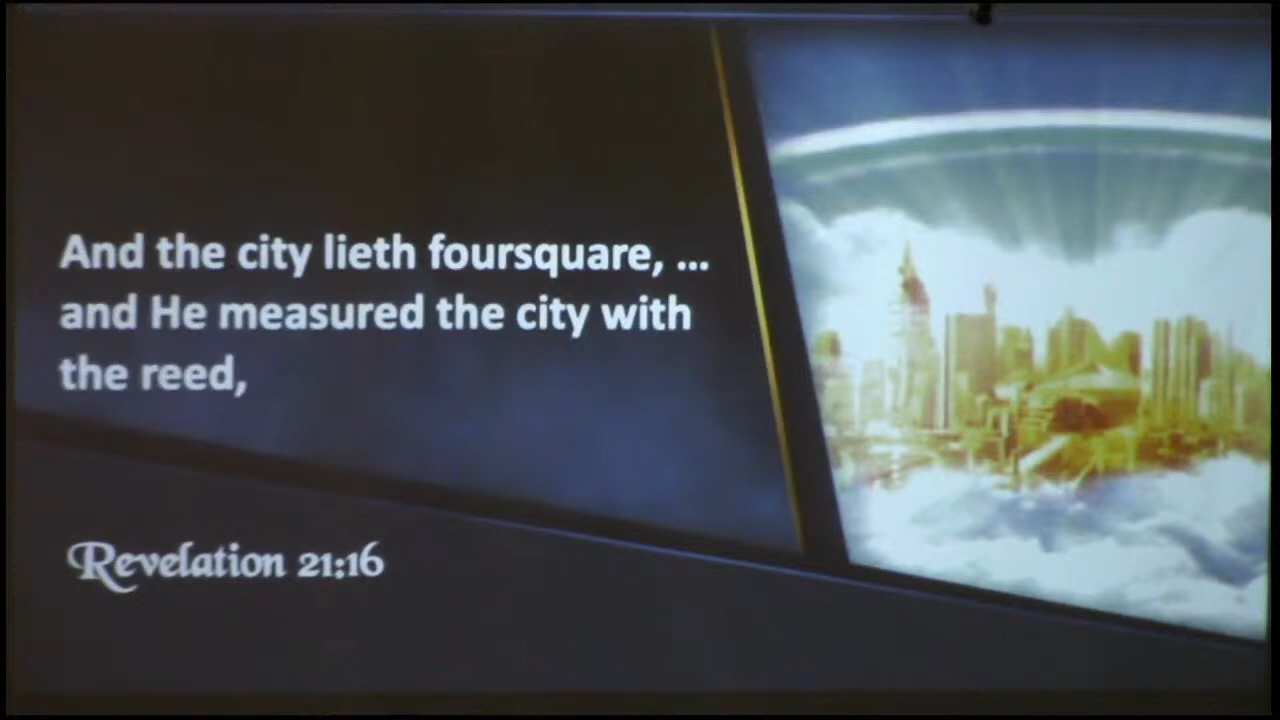 And the city lieth foursquare, ...
and He measured the city with
the reed,
Revelation 21:16